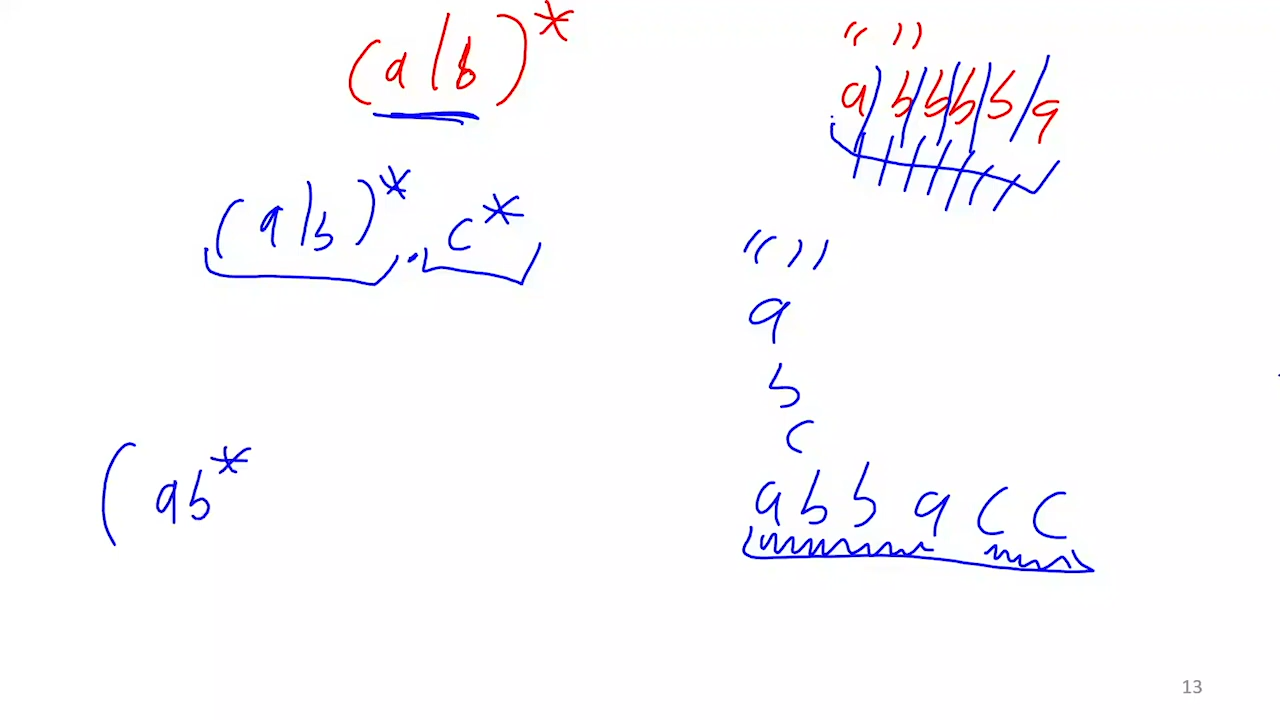 (a|b)*
" "
abbbba
(a|b)* · c*
" "
a
b
c
(ab*
abbacc
13